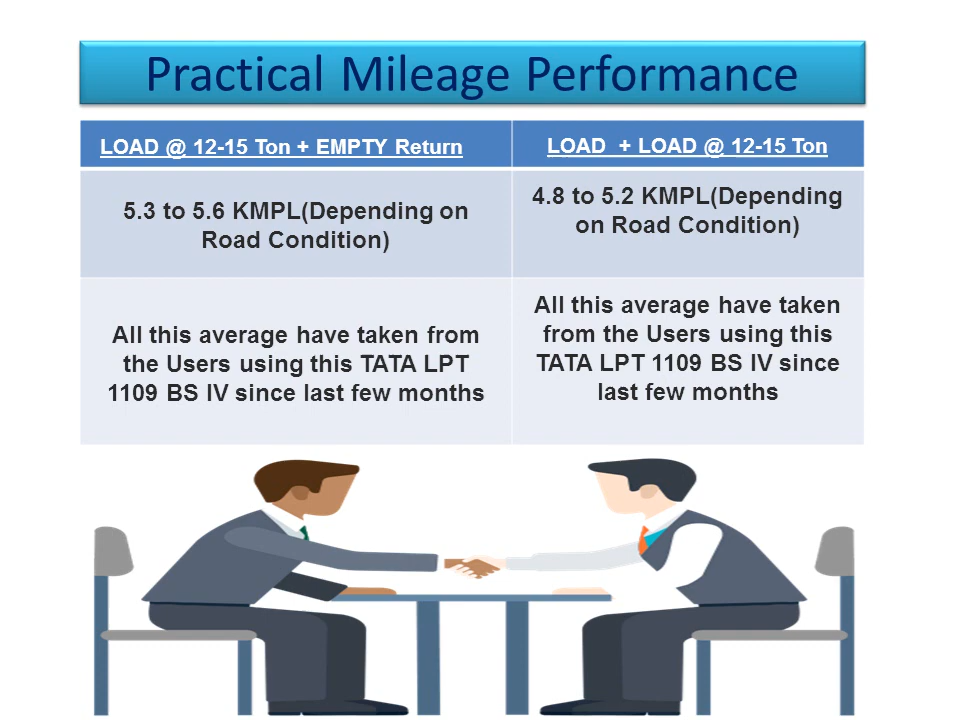 Practical Mileage Performance
LOAD @ 12-15 Ton + EMPTY Return
LOAD + LOAD @ 12-15 Ton
5.3 to 5.6 KMPL(Depending on
Road Condition)
4.8 to 5.2 KMPL(Depending
on Road Condition)
All this average have taken from
the Users using this TATA LPT
1109 BS IV since last few months
All this average have taken
from the Users using this
TATA LPT 1109 BS IV since
last few months